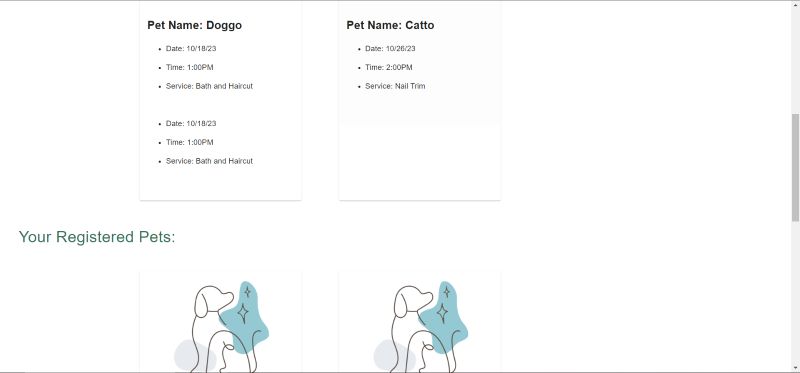 Pet Name: Doggo
Date: 10/18/23
Time: 1:00PM
Service: Bath and Haircut
Date: 10/18/23
Time: 1:00PM
Service: Bath and Haircut
Pet Name: Catto
Date: 10/26/23
Time: 2:00PM
Service: Nail Trim
Your Registered Pets: